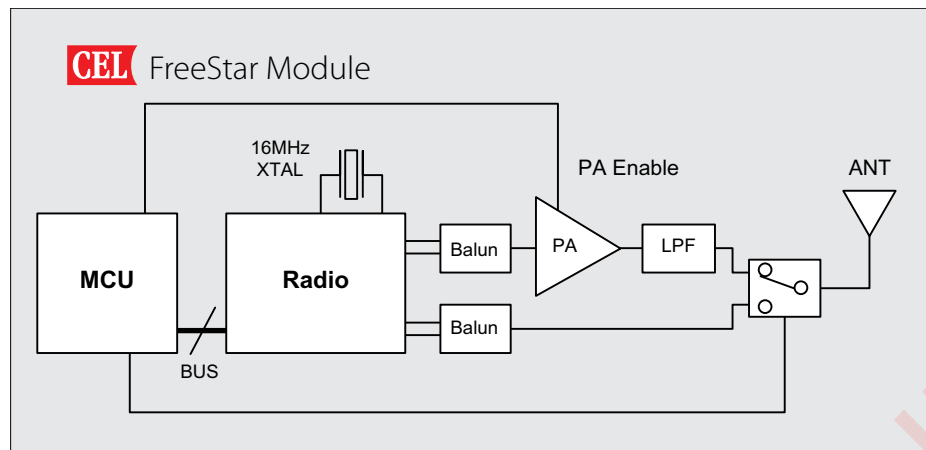 CEL FreeStar Module
16MHz
XTAL
PA Enable
ANT
MCU
Radio
Balun
PA
LPF
Balun
BUS